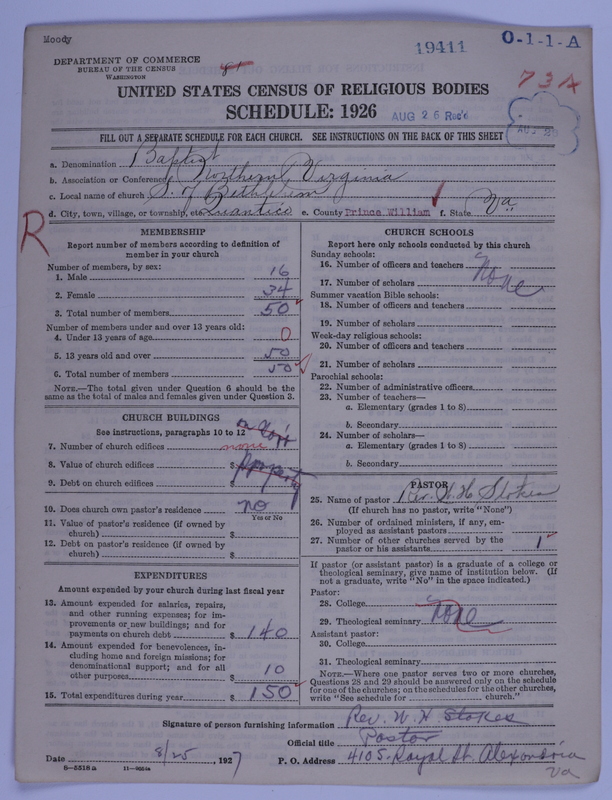 Moody
19411
O-1-1-A
DEPARTMENT OF COMMERCE
BUREAU OF THE CENSUS
WASHINGTON
73A
UNITED STATES CENSUS OF RELIGIOUS BODIES
SCHEDULE: 1926
AUG 26 Rec'd
FILL OUT A SEPARATE SCHEDULE FOR EACH CHURCH. SEE INSTRUCTIONS ON THE BACK OF THIS SHEET
a. Denomination Baptist
b. Association or Conference Northern Virginia
c. Local name of church Bethlehem
d. City, town, village, or township, etc. Quantico e. County Prince William f. State Va.
R
MEMBERSHIP
Report number of members according to definition of
member in your church
Number of members, by sex:
1. Male 16
2. Female 34
3. Total number of members 50
Number of members under and over 13 years old:
4. Under 13 years of age 0
5. 13 years old and over 50
6. Total number of members 50
NOTE.—The total given under Question 6 should be the
same as the total of males and females given under Question 3.
CHURCH BUILDINGS
See instructions, paragraphs 10 to 12
7. Number of church edifices none
8. Value of church edifices $ property
9. Debt on church edifices $
10. Does church own pastor's residence no
Yes or No
11. Value of pastor's residence (if owned by
church) $
12. Debt on pastor's residence (if owned by
church) $
EXPENDITURES
Amount expended by your church during last fiscal year
13. Amount expended for salaries, repairs,
and other running expenses; for im-
provements or new buildings; and for
payments on church debt $ 140
14. Amount expended for benevolences, in-
cluding home and foreign missions; for
denominational support; and for all
other purposes $ 10
15. Total expenditures during year $ 150
CHURCH SCHOOLS
Report here only schools conducted by this church
Sunday schools:
16. Number of officers and teachers
17. Number of scholars None
Summer vacation Bible schools:
18. Number of officers and teachers
19. Number of scholars
Week-day religious schools:
20. Number of officers and teachers
21. Number of scholars
Parochial schools:
22. Number of administrative officers
23. Number of teachers—
a. Elementary (grades 1 to 8)
b. Secondary
24. Number of scholars—
a. Elementary (grades 1 to 8)
b. Secondary
PASTOR
25. Name of pastor Rev. W. H. Stokes
(If church has no pastor, write "None")
26. Number of ordained ministers, if any, em-
ployed as assistant pastors
27. Number of other churches served by the
pastor or his assistants 1
If pastor (or assistant pastor) is a graduate of a college or
theological seminary, give name of institution below. (If
not a graduate, write "No" in the space indicated.)
Pastor:
28. College
29. Theological seminary None
Assistant pastor:
30. College
31. Theological seminary
NOTE.—Where one pastor serves two or more churches,
Questions 28 and 29 should be answered only on the schedule
for one of the churches; on the schedules for the other churches,
write "See schedule for church."
Signature of person furnishing information Rev. W. H. Stokes
Official title Pastor
Date 8/25, 1927 P. O. Address 410 S. Royal St. Alexandria
Va